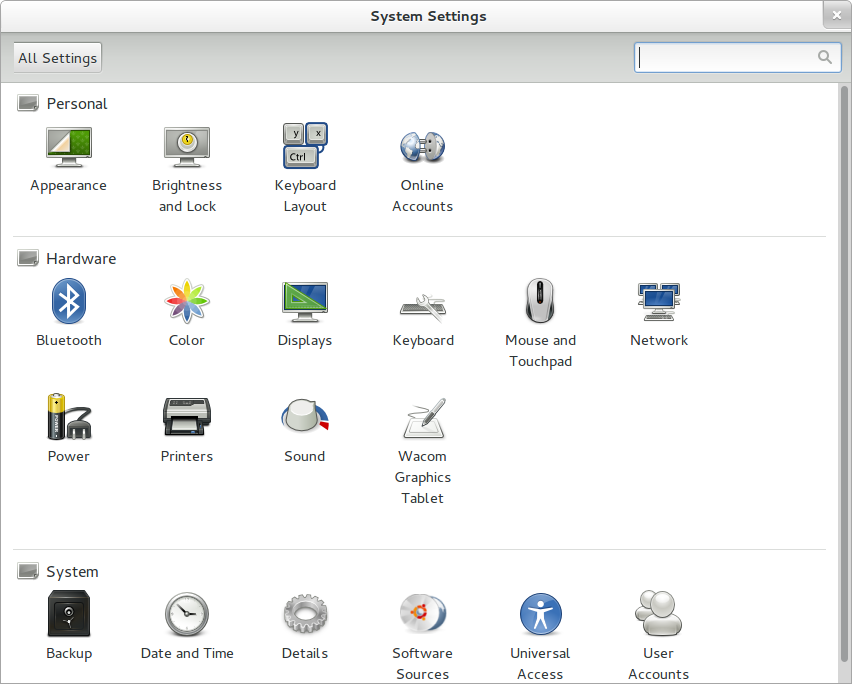 System Settings
All Settings
Personal
y x
Ctrl
Appearance
Brightness
and Lock
Keyboard
Layout
Online
Accounts
Hardware
Bluetooth
Color
Displays
Keyboard
Mouse and
Touchpad
Network
Power
Printers
Sound
Wacom
Graphics
Tablet
System
Backup
Date and Time
Details
Software
Sources
Universal
Access
User
Accounts